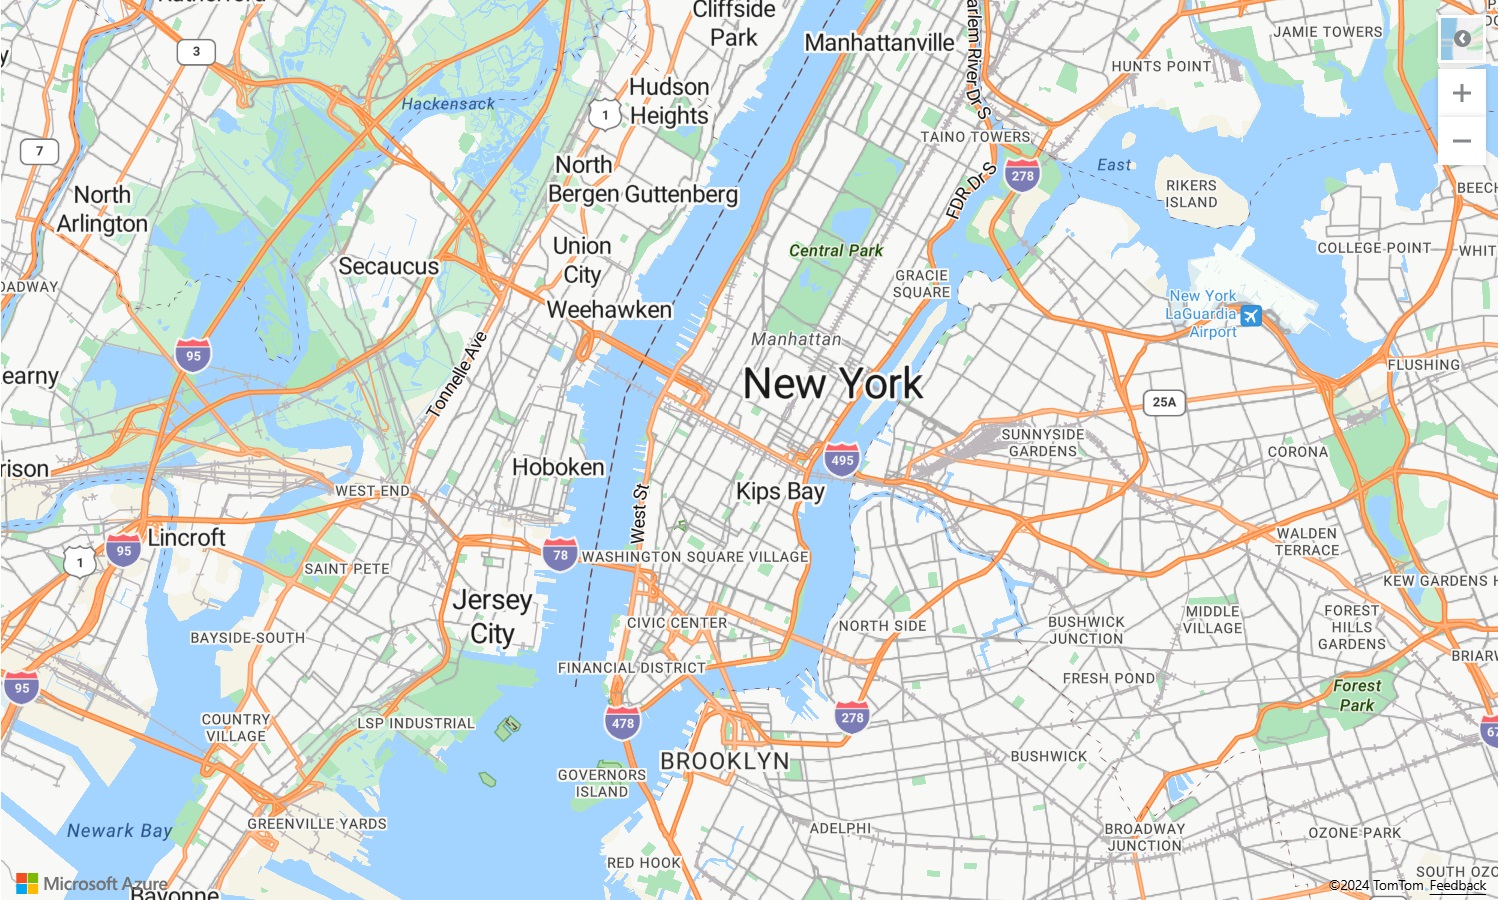 Cliffside
Park
Manhattanville
Harlem River Dr S
JAMIE TOWERS
HUNTS POINT
3
Hackensack
Hudson
Heights
1
TAINO TOWERS
East
7
North
Bergen
Guttenberg
278
FDR Dr S
RIKERS
ISLAND
North
Arlington
Union
City
Central Park
COLLEGE POINT
WHIT
Secaucus
GRACIE
SQUARE
Weehawken
New York
LaGuardia
Airport
Manhattan
95
Tonnelle Ave
earny
New York
FLUSHING
25A
SUNNYSIDE
GARDENS
CORONA
495
rison
Hoboken
WEST END
West St
Kips Bay
Lincroft
95
1
78
WASHINGTON SQUARE VILLAGE
WALDEN
TERRACE
SAINT PETE
KEW GARDENS H
Jersey
City
CIVIC CENTER
NORTH SIDE
BUSHWICK
JUNCTION
MIDDLE
VILLAGE
FOREST
HILLS
GARDENS
BAYSIDE-SOUTH
FINANCIAL DISTRICT
BRIARW
95
FRESH POND
Forest
Park
COUNTRY
VILLAGE
LSP INDUSTRIAL
478
278
67
BROOKLYN
BUSHWICK
GOVERNORS
ISLAND
Newark Bay
GREENVILLE YARDS
ADELPHI
BROADWAY
JUNCTION
OZONE PARK
RED HOOK
SOUTH OZO
Microsoft Azure
Bayonne
©2024 TomTom Feedback